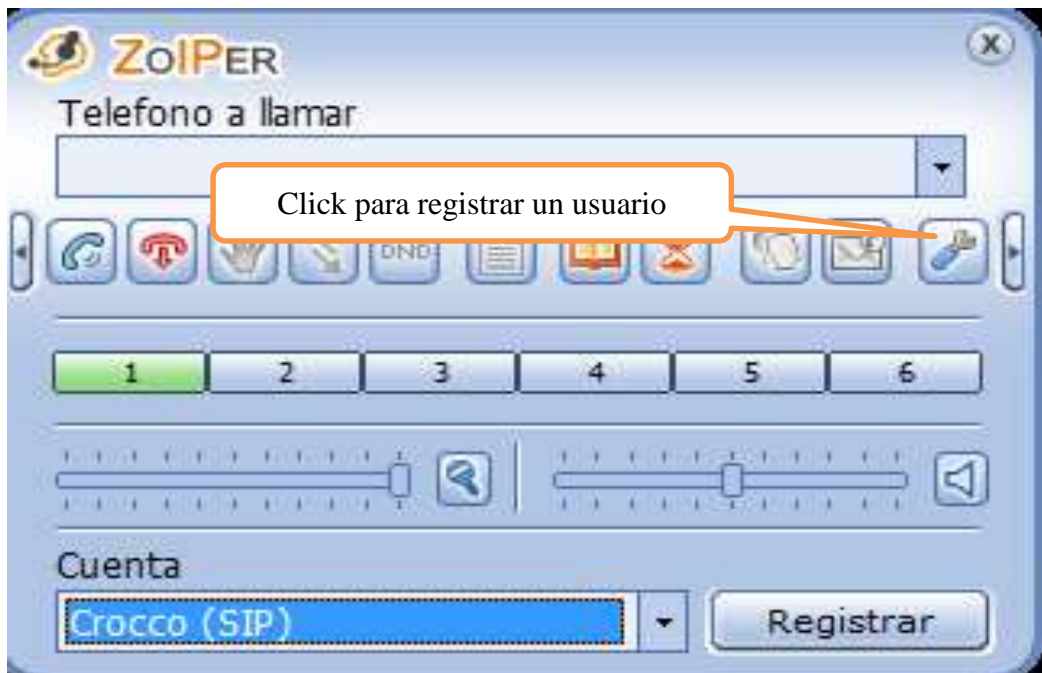 ZOIPER
Telefono a llamar
Click para registrar un usuario
DND
1 2 3 4 5 6
Cuenta
Crocco (SIP)
Registrar